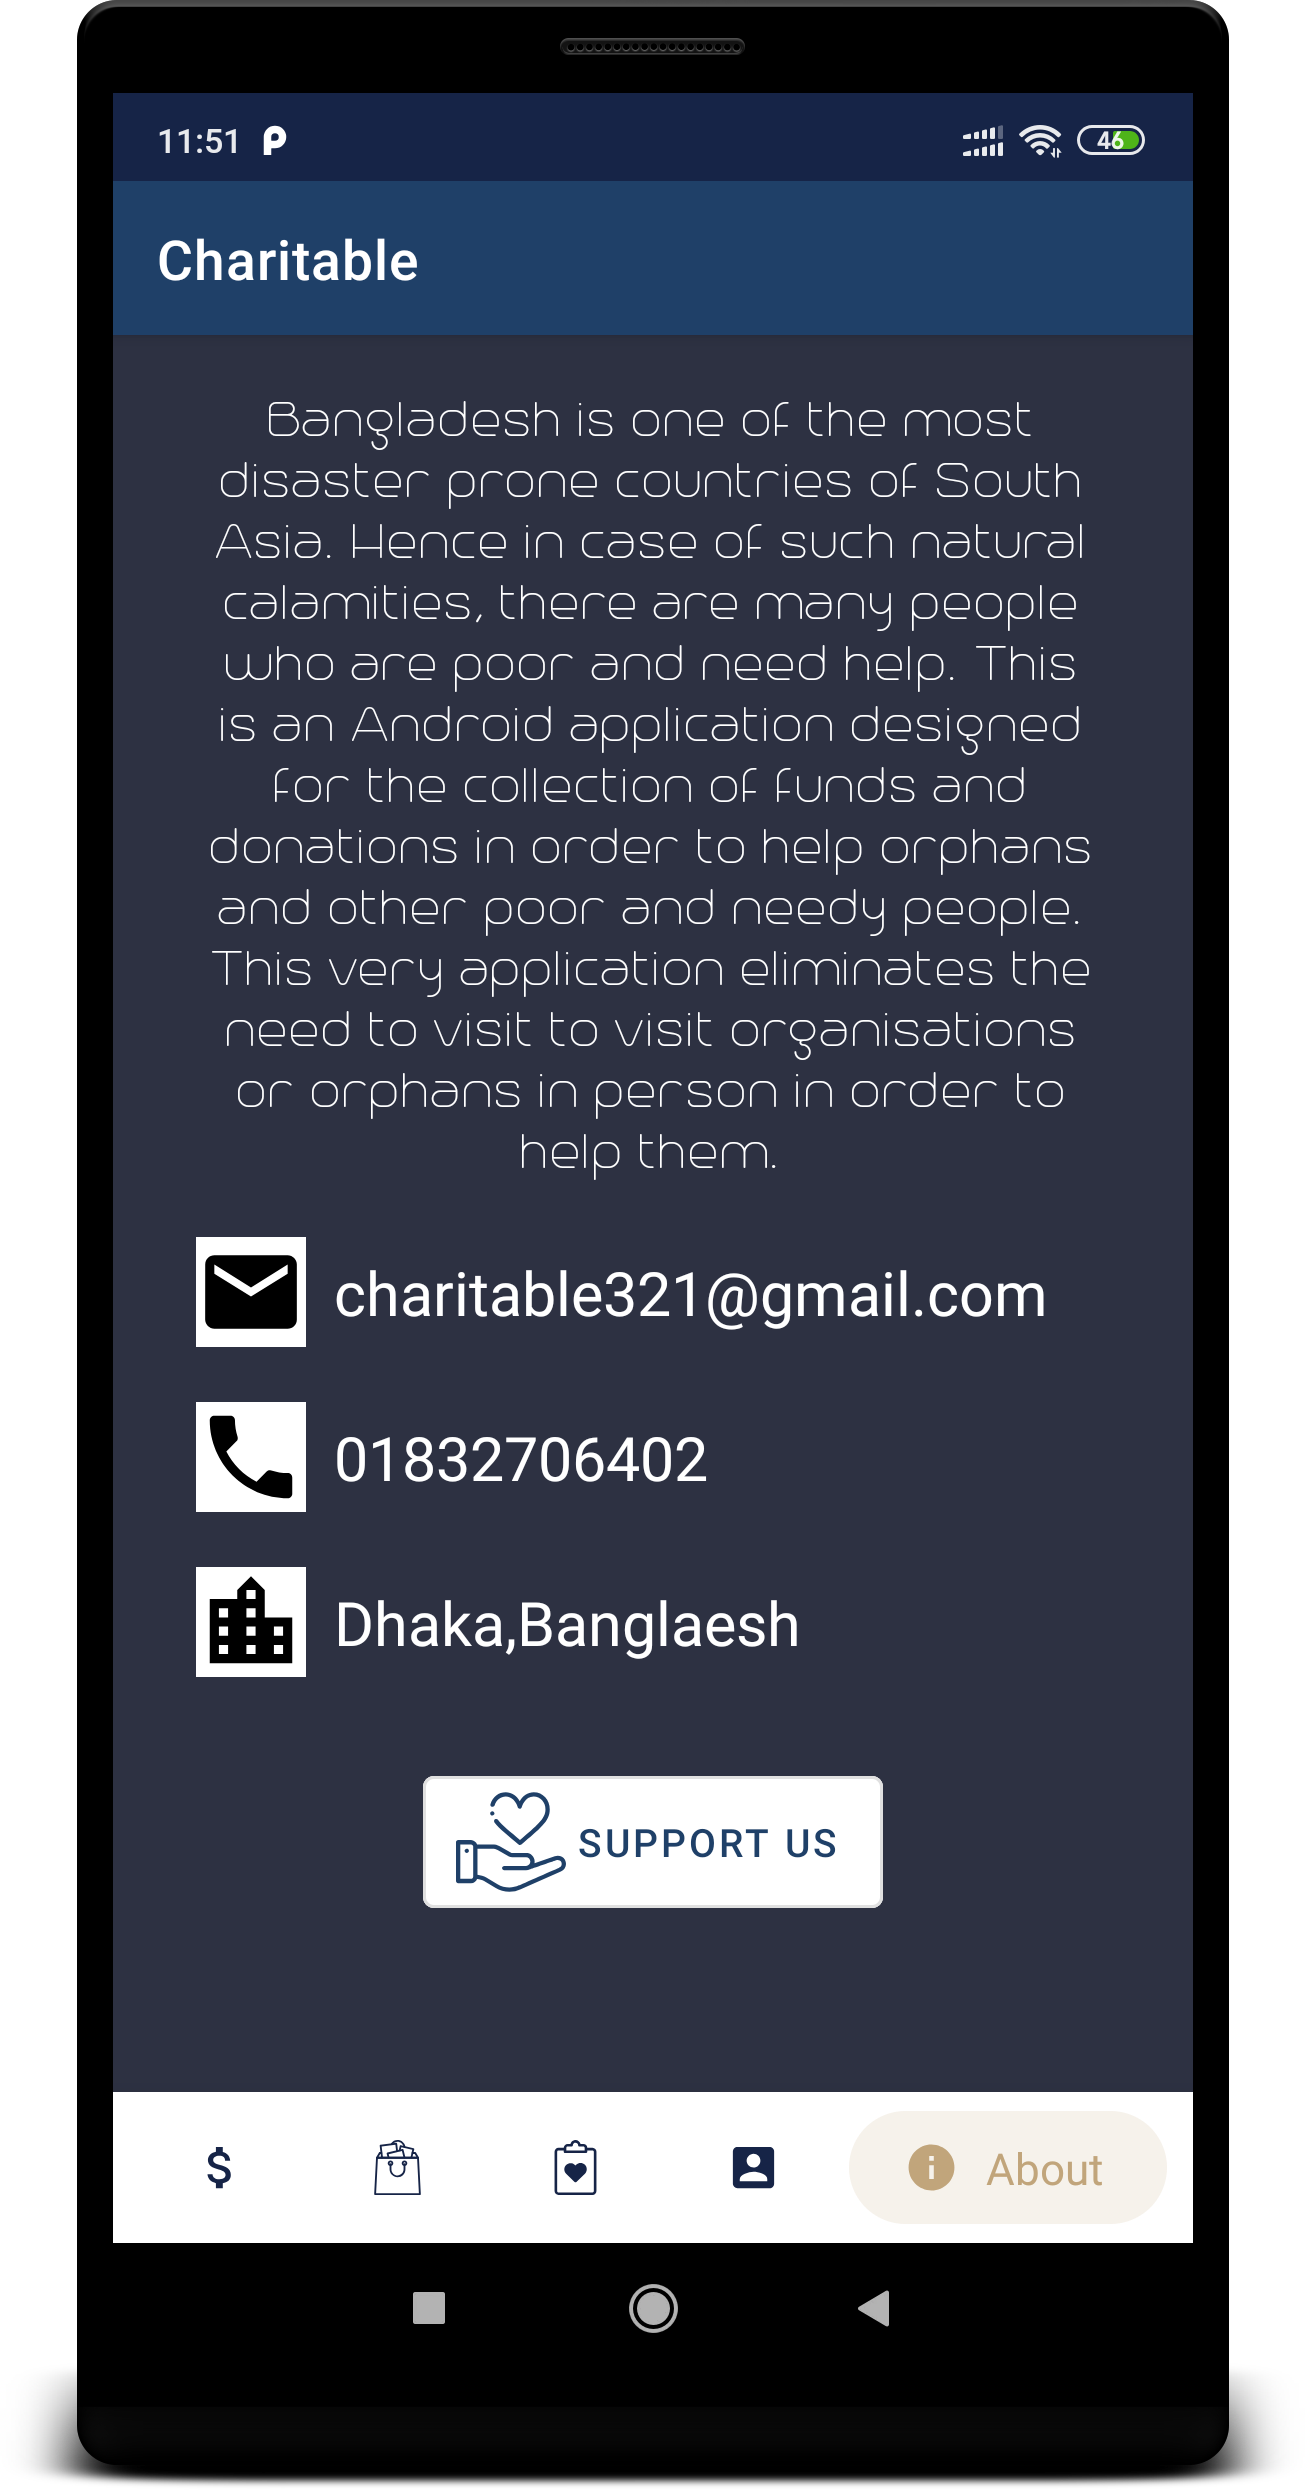 11:51
46
Charitable
Bangladesh is one of the most
disaster prone countries of South
Asia. Hence in case of such natural
calamities, there are many people
who are poor and need help. This
is an Android application designed
for the collection of funds and
donations in order to help orphans
and other poor and needy people.
This very application eliminates the
need to visit to visit organisations
or orphans in person in order to
help them.
charitable321@gmail.com
01832706402
Dhaka,Banglaesh
SUPPORT US
About